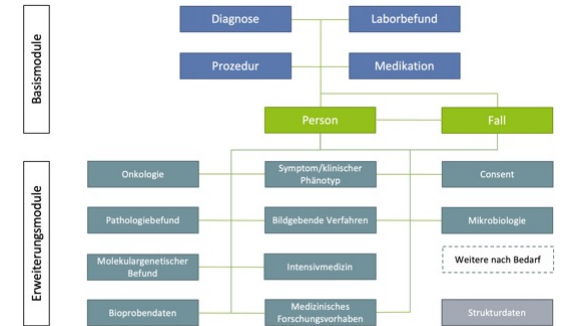 Basismodule
Diagnose
Laborbefund
Prozedur
Medikation
Person
Fall
Erweiterungsmodule
Onkologie
Symptom/klinischer
Phänotyp
Consent
Pathologiebefund
Bildgebende Verfahren
Mikrobiologie
Molekulargenetischer
Befund
Intensivmedizin
Weitere nach Bedarf
Bioprobendaten
Medizinisches
Forschungsvorhaben
Strukturdaten